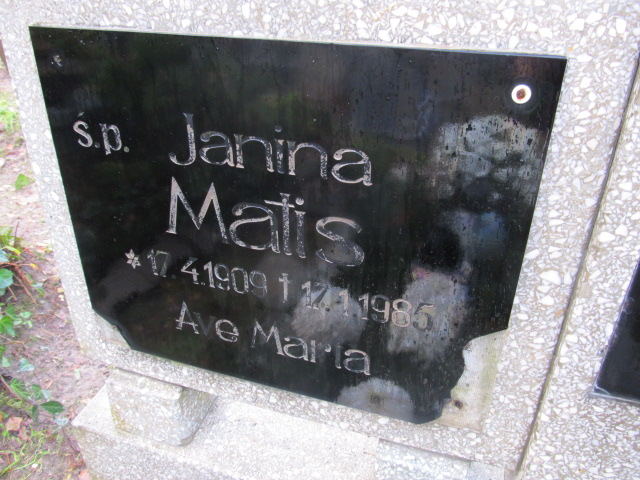 ś.p. Janina
Matis
* 17.4.1909 † 17.1.1985
Ave Maria